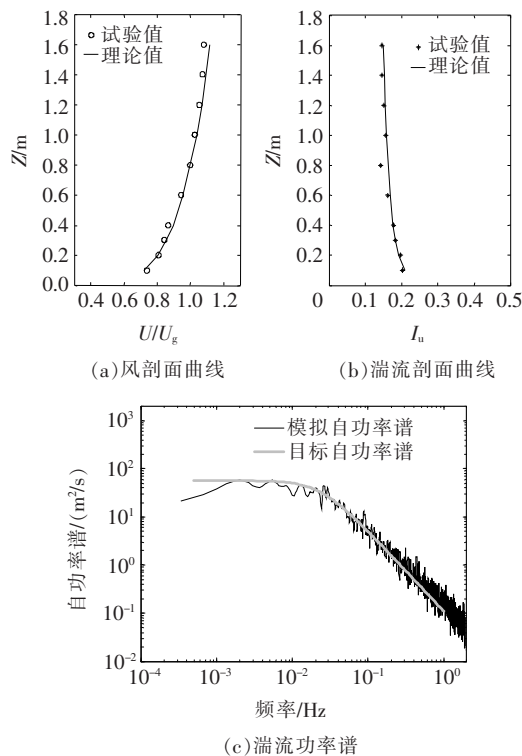 1.8
1.6
1.4
1.2
1.0
0.8
0.6
0.4
0.2
0.0
Z/m
试验值
理论值
0.4 0.6 0.8 1.0 1.2
U/Ug
(a)风剖面曲线
1.8
1.6
1.4
1.2
1.0
0.8
0.6
0.4
0.2
Z/m
试验值
理论值
0 0.1 0.2 0.3 0.4 0.5
Iu
(b)湍流剖面曲线
10³
10²
10¹
10⁰
10⁻¹
10⁻²
自功率谱/(m²/s)
模拟自功率谱
目标自功率谱
10⁻⁴ 10⁻³ 10⁻² 10⁻¹ 10⁰
频率/Hz
(c)湍流功率谱